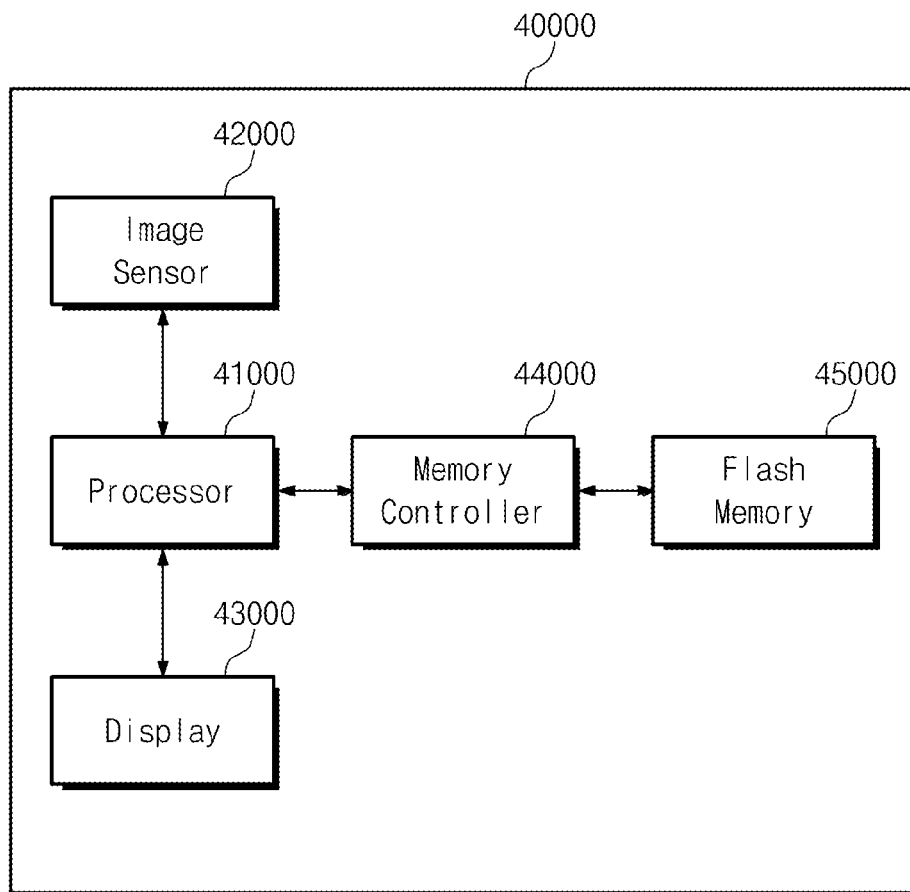 40000
42000
Image
Sensor
41000
Processor
44000
Memory
Controller
45000
Flash
Memory
43000
Display